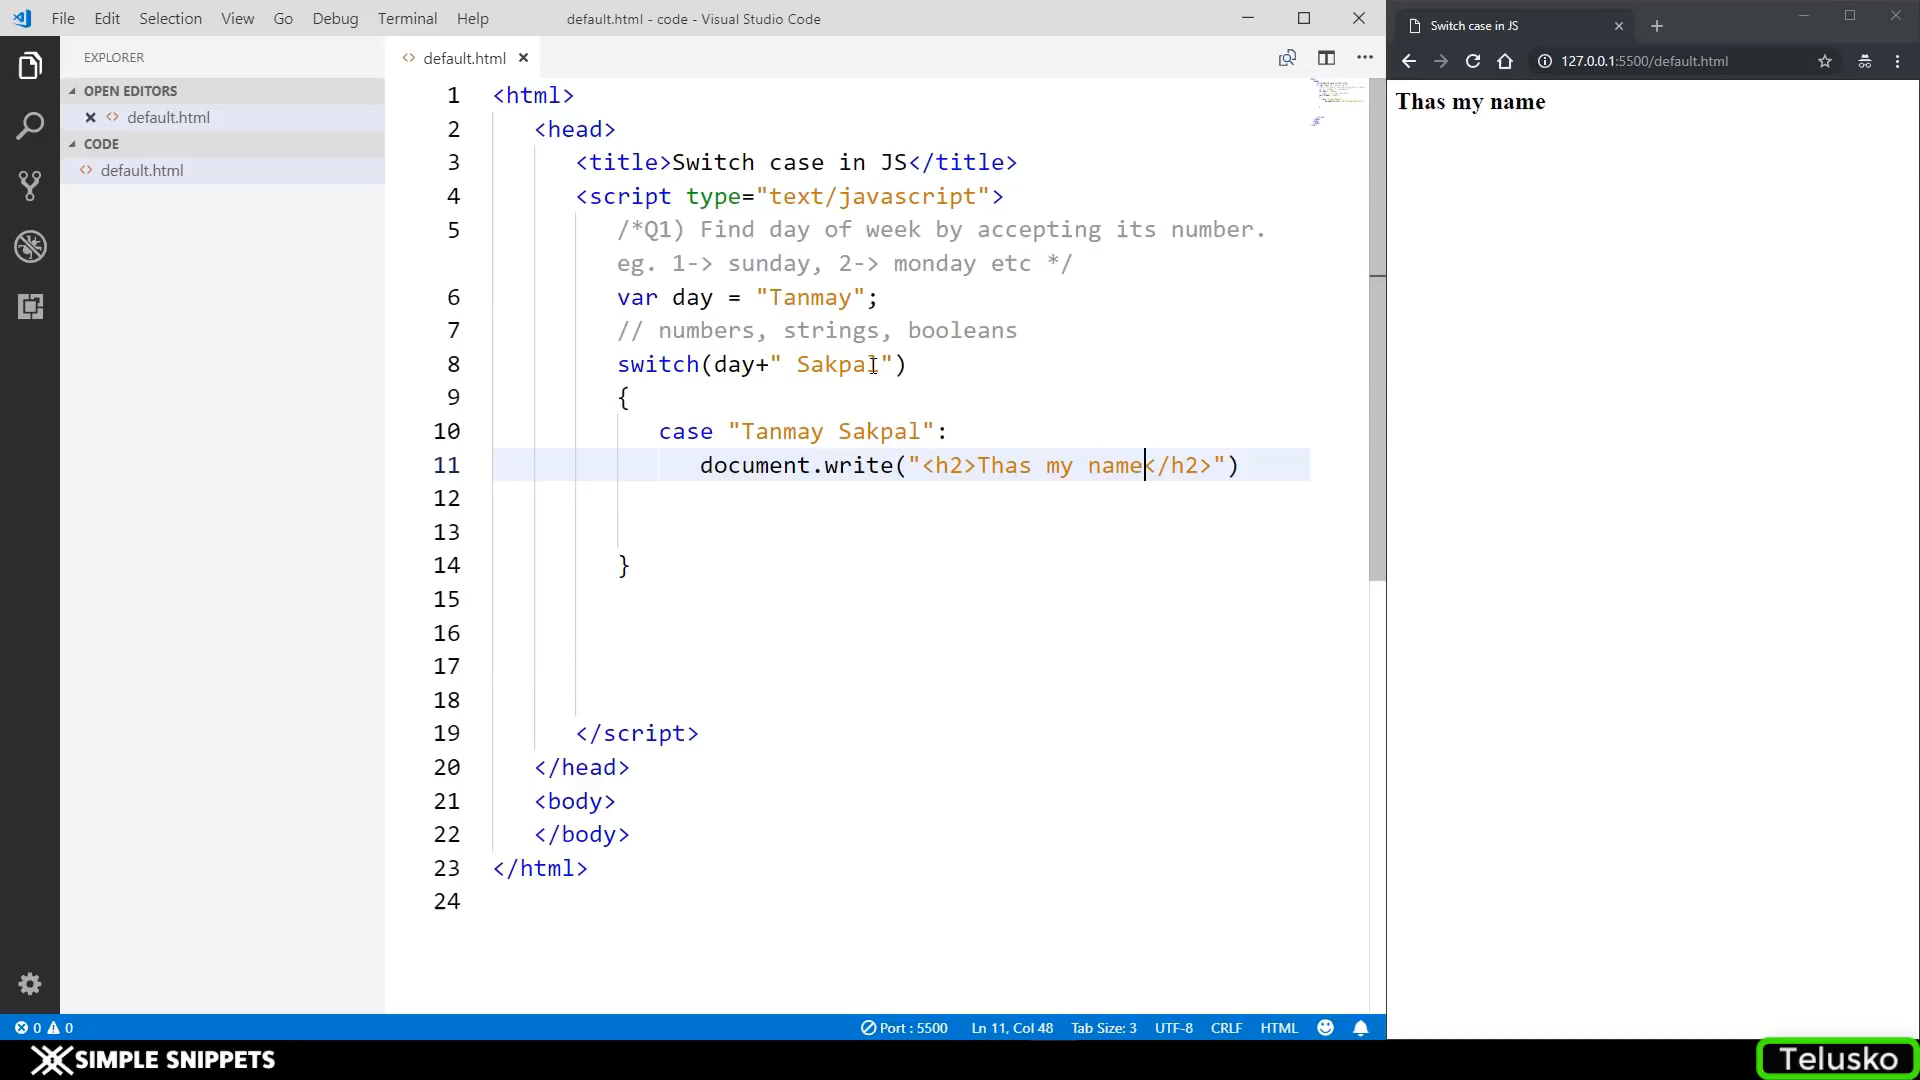 File Edit Selection View Go Debug Terminal Help default.html - code - Visual Studio Code
Switch case in JS
EXPLORER
default.html
127.0.0.1:5500/default.html
OPEN EDITORS
default.html
CODE
default.html
1 <html>
2 <head>
3 <title>Switch case in JS</title>
4 <script type="text/javascript">
5 /*Q1) Find day of week by accepting its number.
eg. 1-> sunday, 2-> monday etc */
6 var day = "Tanmay";
7 // numbers, strings, booleans
8 switch(day+" Sakpal")
9 {
10 case "Tanmay Sakpal":
11 document.write("<h2>Thas my name</h2>")
12
13
14 }
15
16
17
18
19 </script>
20 </head>
21 <body>
22 </body>
23 </html>
24
Thas my name
0 0 Port : 5500 Ln 11, Col 48 Tab Size: 3 UTF-8 CRLF HTML
SIMPLE SNIPPETS
Telusko